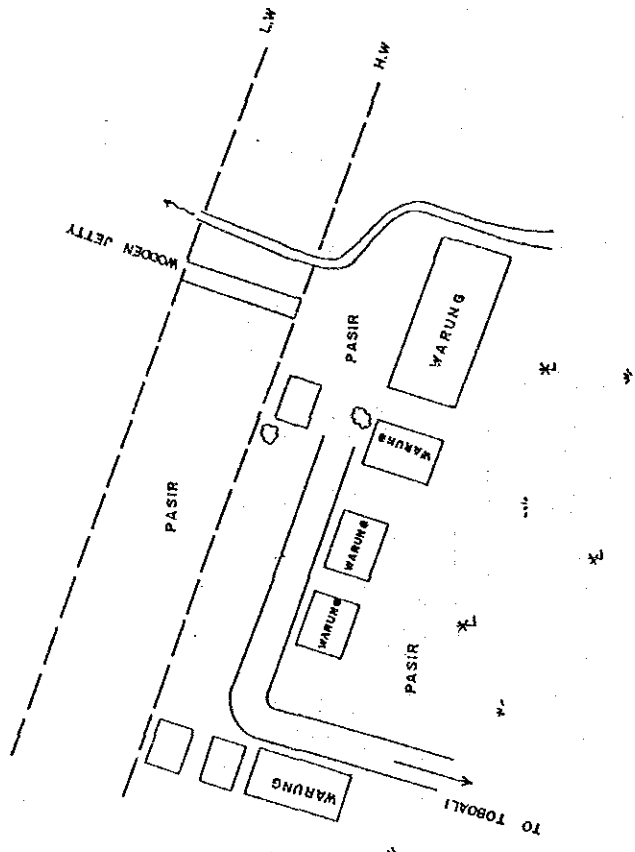 L.W
H.W
WOODEN JETTY
PASIR
WARUNG
PASIR
WARUNG
WARUNG
WARUNG
PASIR
WARUNG
TO TOBOALI